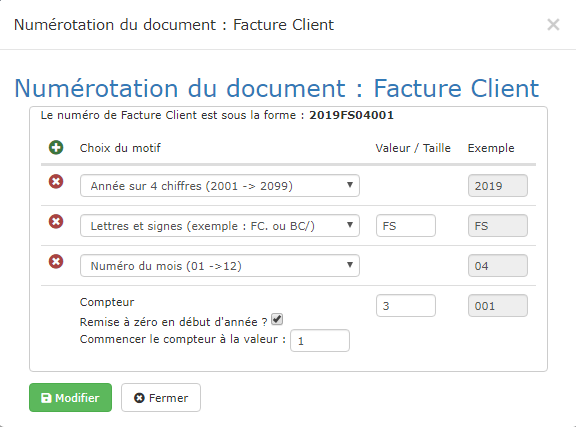 Numérotation du document : Facture Client ×
Numérotation du document : Facture Client
Le numéro de Facture Client est sous la forme : 2019FS04001
Choix du motif Valeur / Taille Exemple
Année sur 4 chiffres (2001 -> 2099) 2019
Lettres et signes (exemple : FC. ou BC/) FS FS
Numéro du mois (01 ->12) 04
Compteur 3 001
Remise à zéro en début d'année ?
Commencer le compteur à la valeur : 1
Modifier Fermer